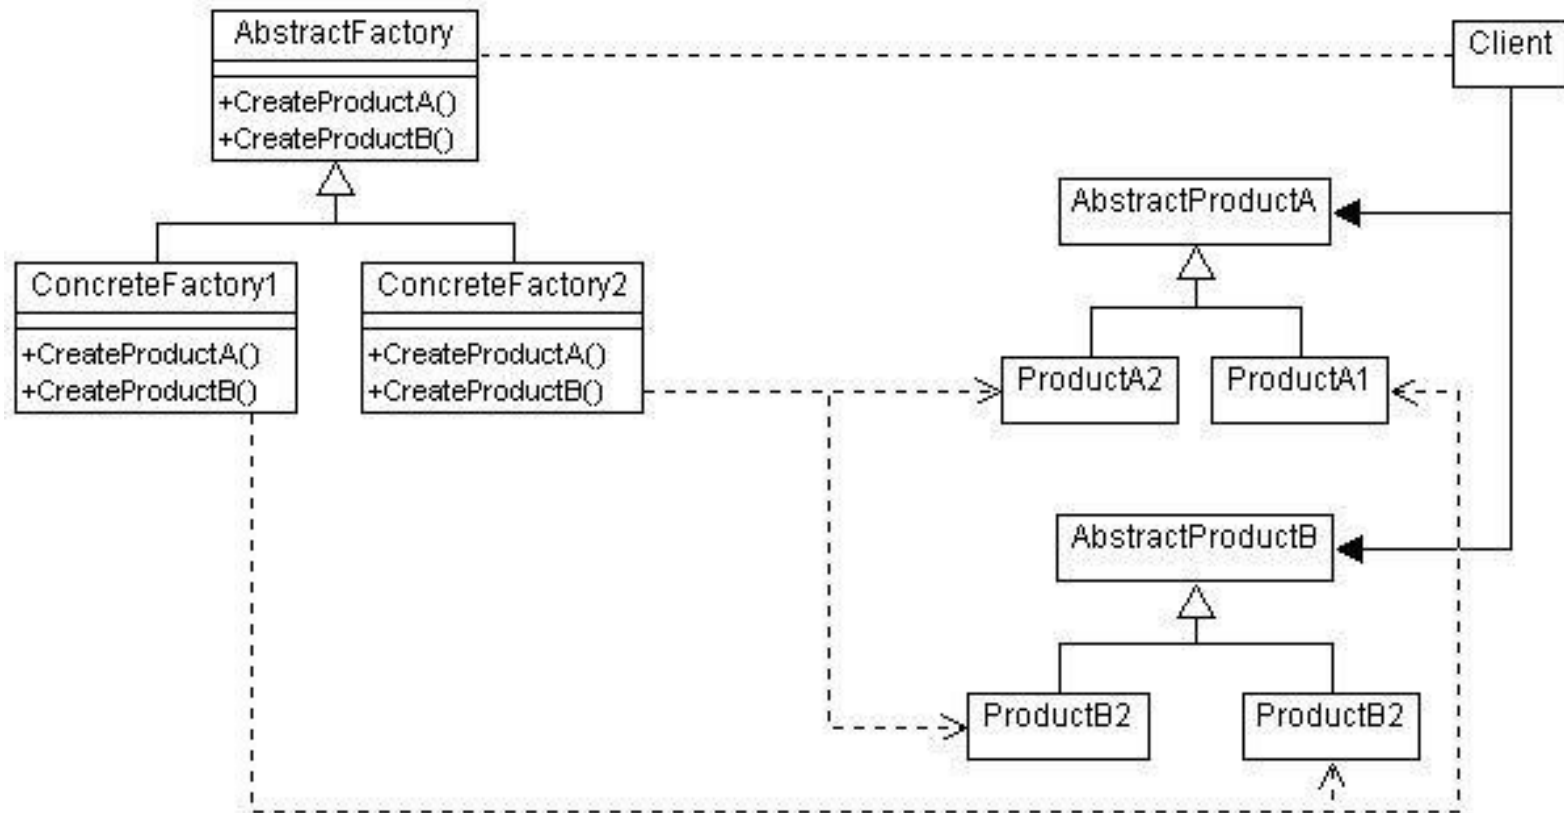 AbstractFactory
+CreateProductA()
+CreateProductB()
Client
AbstractProductA
ConcreteFactory1
+CreateProductA()
+CreateProductB()
ConcreteFactory2
+CreateProductA()
+CreateProductB()
ProductA2
ProductA1
AbstractProductB
ProductB2
ProductB2